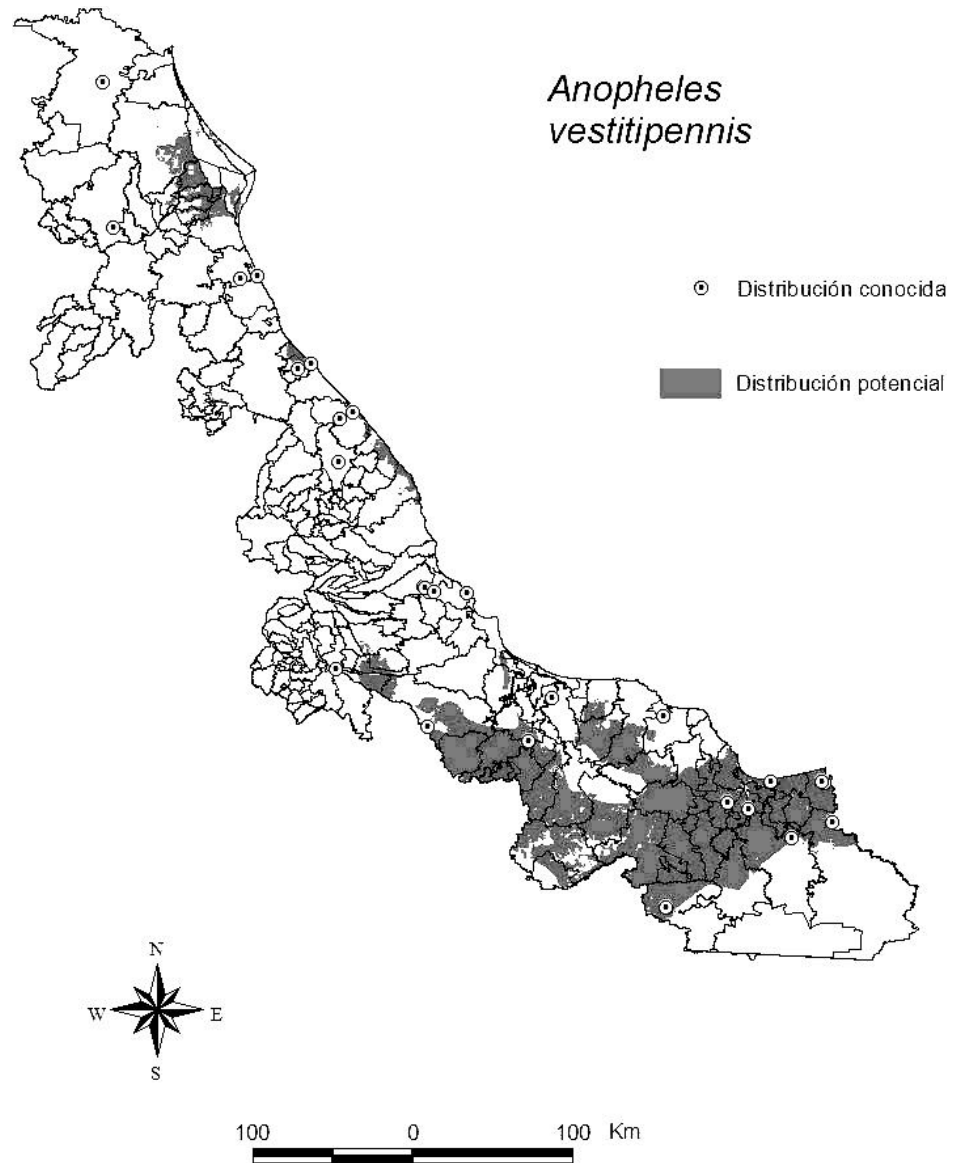 Anopheles
vestitipennis
Distribución conocida
Distribución potencial
N
W E
S
100 0 100 Km